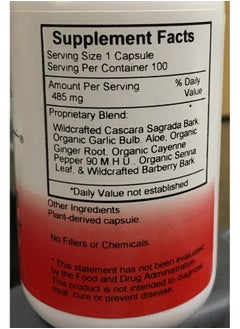 Supplement Facts
Serving Size 1 Capsule
Serving Per Container 100
Amount Per Serving
485 mg
% Daily
Value
Proprietary Blend:
Wildcrafted Cascara Sagrada Bark,
Organic Garlic Bulb, Aloe, Organic
Ginger Root, Organic Cayenne
Pepper 90 M H U., Organic Senna
Leaf, & Wildcrafted Barberry Bark
*Daily Value not established
Other Ingredients
Plant-derived capsule.
No Fillers or Chemicals.
* This statement has not been evaluated
by the Food and Drug Administration.
This product is not intended to diagnose
treat, cure or prevent disease